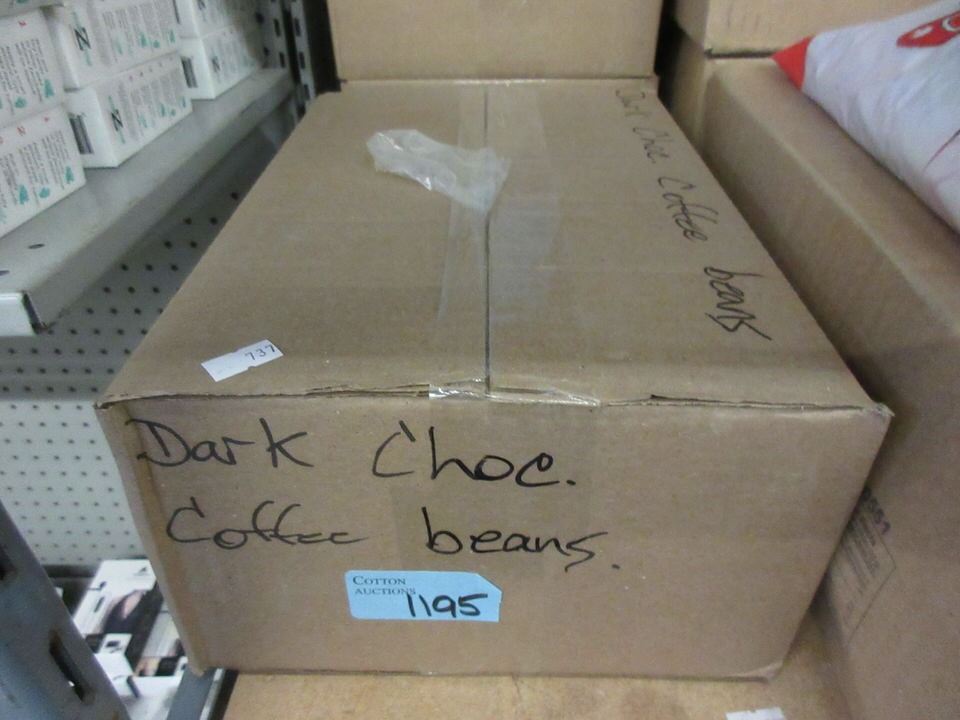 Dark Choc Coffee beans
737
Dark Choc.
Coffee beans.
COTTON
AUCTIONS
1195